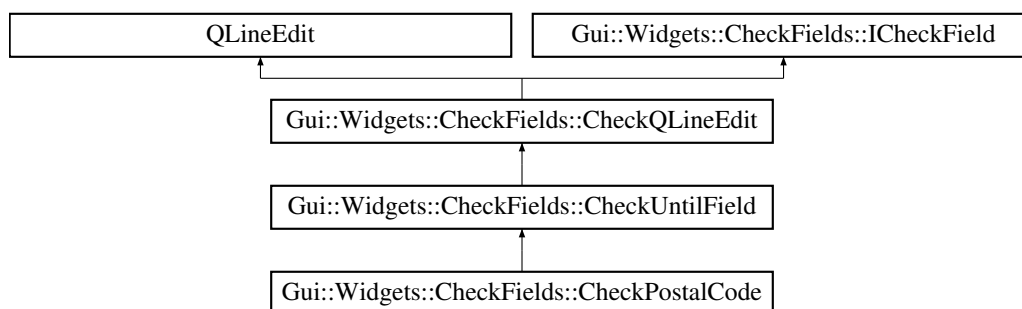 QLineEdit
Gui::Widgets::CheckFields::ICheckField
Gui::Widgets::CheckFields::CheckQLineEdit
Gui::Widgets::CheckFields::CheckUntilField
Gui::Widgets::CheckFields::CheckPostalCode